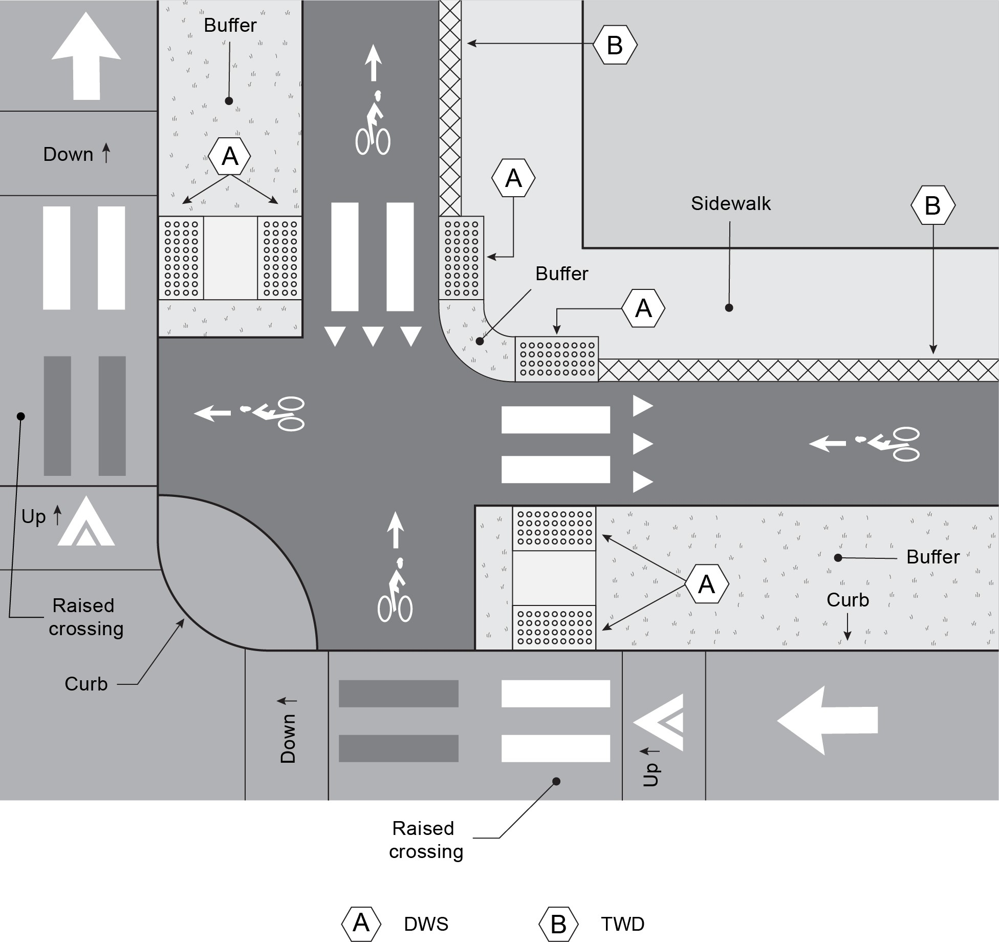 Buffer
B
Down
A
A
Sidewalk
B
Buffer
A
Up
Buffer
A
Curb
Raised
crossing
Curb
Down
Up
Raised
crossing
A DWS
B TWD